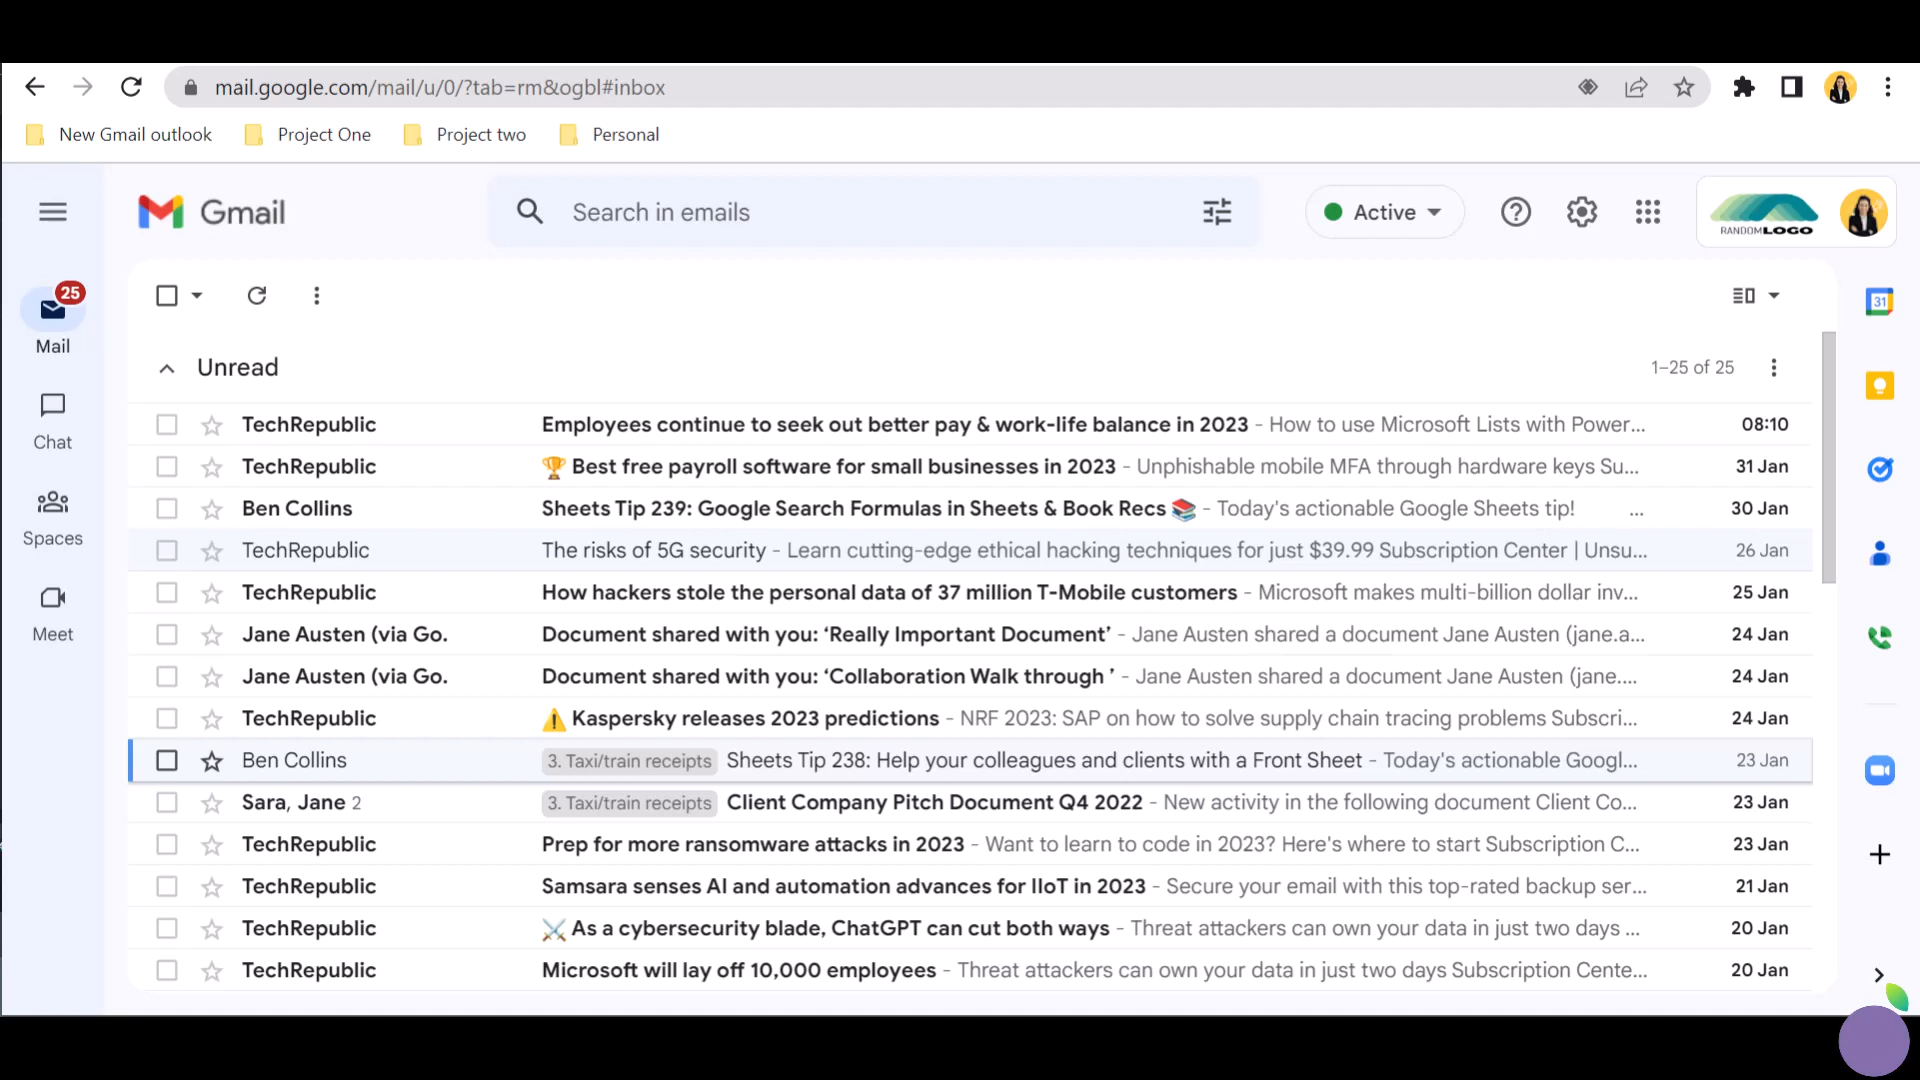 mail.google.com/mail/u/0/?tab=rm&ogbl#inbox
New Gmail outlook Project One Project two Personal
Gmail Search in emails Active RANDOMLOGO
25
Mail
Chat
Spaces
Meet
31
Unread 1–25 of 25
TechRepublic Employees continue to seek out better pay & work-life balance in 2023 - How to use Microsoft Lists with Power... 08:10
TechRepublic 🏆 Best free payroll software for small businesses in 2023 - Unphishable mobile MFA through hardware keys Su... 31 Jan
Ben Collins Sheets Tip 239: Google Search Formulas in Sheets & Book Recs 📚 - Today's actionable Google Sheets tip! ... 30 Jan
TechRepublic The risks of 5G security - Learn cutting-edge ethical hacking techniques for just $39.99 Subscription Center | Unsu... 26 Jan
TechRepublic How hackers stole the personal data of 37 million T-Mobile customers - Microsoft makes multi-billion dollar inv... 25 Jan
Jane Austen (via Go. Document shared with you: ‘Really Important Document’ - Jane Austen shared a document Jane Austen (jane.a... 24 Jan
Jane Austen (via Go. Document shared with you: ‘Collaboration Walk through ’ - Jane Austen shared a document Jane Austen (jane.... 24 Jan
TechRepublic ⚠️ Kaspersky releases 2023 predictions - NRF 2023: SAP on how to solve supply chain tracing problems Subscri... 24 Jan
Ben Collins 3. Taxi/train receipts Sheets Tip 238: Help your colleagues and clients with a Front Sheet - Today's actionable Googl... 23 Jan
Sara, Jane 2 3. Taxi/train receipts Client Company Pitch Document Q4 2022 - New activity in the following document Client Co... 23 Jan
TechRepublic Prep for more ransomware attacks in 2023 - Want to learn to code in 2023? Here's where to start Subscription C... 23 Jan
TechRepublic Samsara senses AI and automation advances for IIoT in 2023 - Secure your email with this top-rated backup ser... 21 Jan
TechRepublic ⚔️ As a cybersecurity blade, ChatGPT can cut both ways - Threat attackers can own your data in just two days ... 20 Jan
TechRepublic Microsoft will lay off 10,000 employees - Threat attackers can own your data in just two days Subscription Cente... 20 Jan